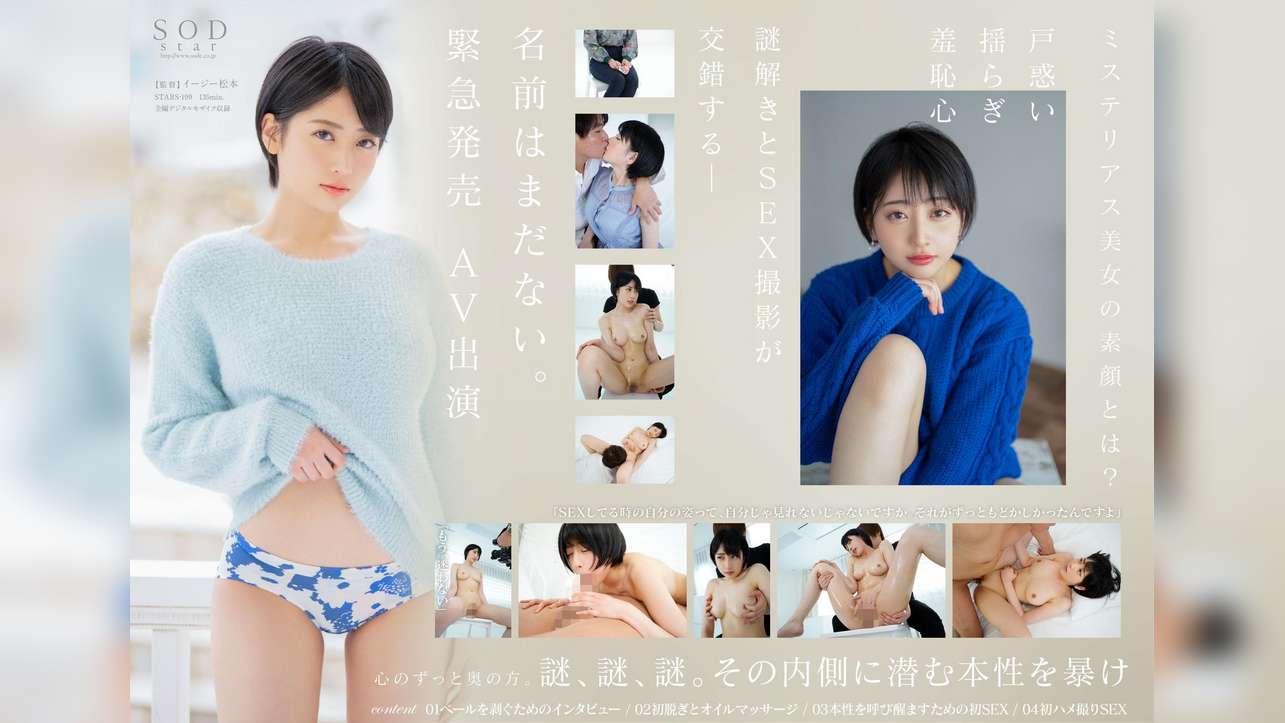 SOD
star
http://www.sodc.co.jp
【監督】イージー松本
STARS-199 135min.
全編デジタルモザイク収録
ミステリアス美女の素顔とは?
戸惑い
揺らぎ
羞恥心
謎解きとSEX撮影が
交錯する―
名前はまだない。
緊急発売 AV出演
「SEXしてる時の自分の姿って、自分じゃ見れないじゃないですか それがずっともどかしかったんですよ」
心のずっと奥の方。謎、謎、謎。その内側に潜む本性を暴け
content 01ベールを剥ぐためのインタビュー / 02初脱ぎとオイルマッサージ / 03本性を呼び醒ますための初SEX / 04初ハメ撮りSEX